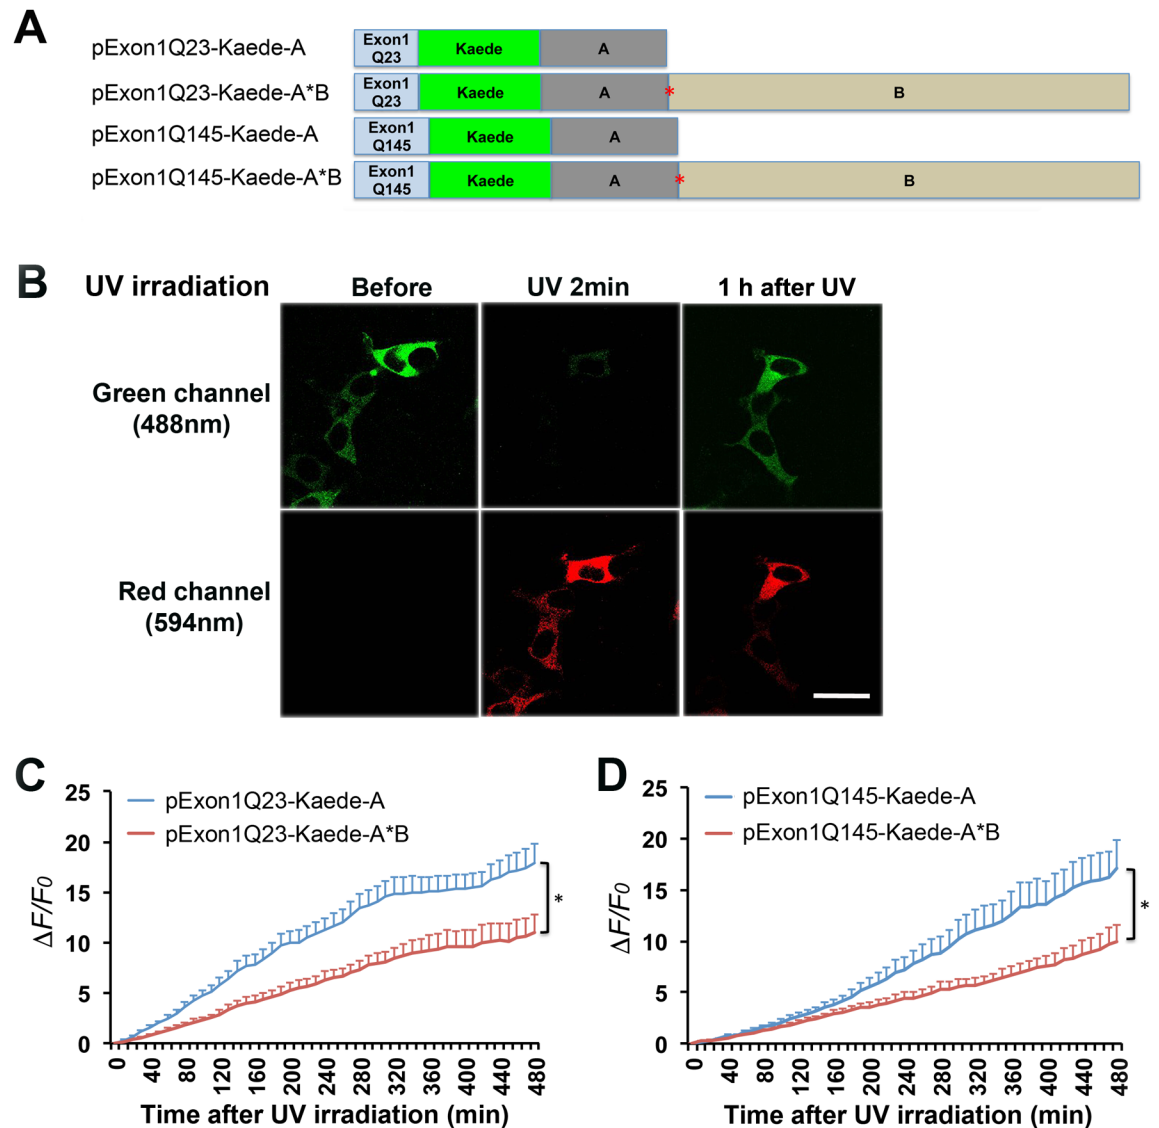 A
pExon1Q23-Kaede-A
Exon1 Q23
Kaede
A
pExon1Q23-Kaede-A*B
Exon1 Q23
Kaede
A
*
B
pExon1Q145-Kaede-A
Exon1 Q145
Kaede
A
pExon1Q145-Kaede-A*B
Exon1 Q145
Kaede
A
*
B
B
UV irradiation
Before
UV 2min
1 h after UV
Green channel
(488nm)
Red channel
(594nm)
C
25
20
15
10
5
0
ΔF/F0
pExon1Q23-Kaede-A
pExon1Q23-Kaede-A*B
*
0 40 80 120 160 200 240 280 320 360 400 440 480
Time after UV irradiation (min)
D
25
20
15
10
5
0
ΔF/F0
pExon1Q145-Kaede-A
pExon1Q145-Kaede-A*B
*
0 40 80 120 160 200 240 280 320 360 400 440 480
Time after UV irradiation (min)